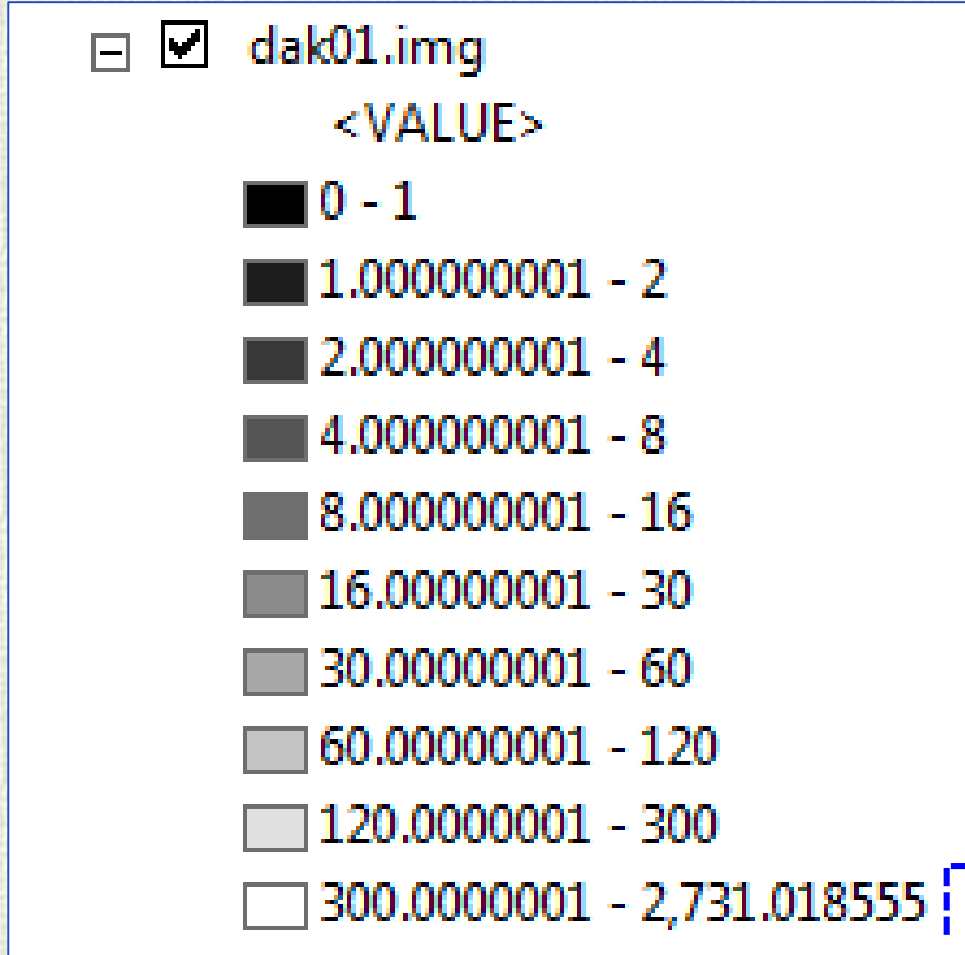 dak01.img
<VALUE>
0 - 1
1.000000001 - 2
2.000000001 - 4
4.000000001 - 8
8.000000001 - 16
16.00000001 - 30
30.00000001 - 60
60.00000001 - 120
120.0000001 - 300
300.0000001 - 2,731.018555